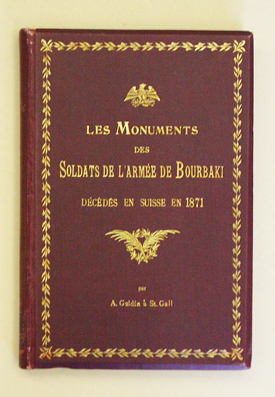 LES MONUMENTS
DES
SOLDATS DE L'ARMÉE DE BOURBAKI
DÉCÉDÉS EN SUISSE EN 1871
par
A. Guldin à St. Gall